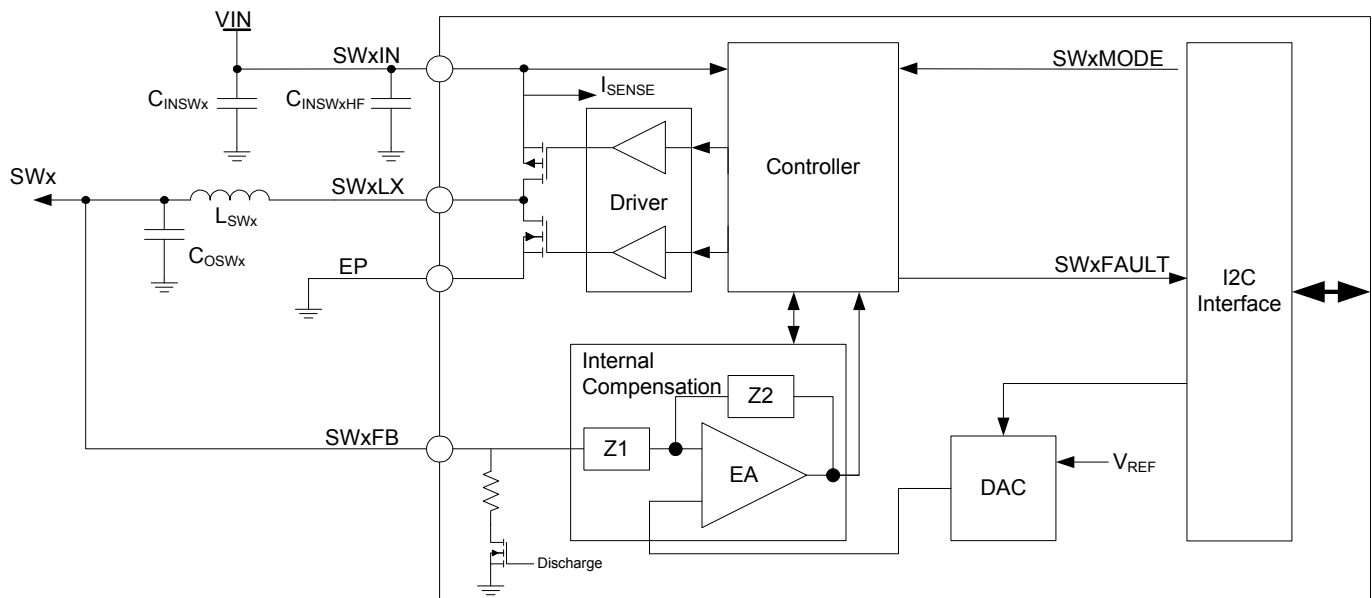 VIN
SWxIN
SWxMODE
CINSWx
CINSWxHF
ISENSE
Controller
SWx
SWxLX
Driver
LSWx
COSWx
EP
SWxFAULT
I2C
Interface
Internal
Compensation
Z2
SWxFB
Z1
EA
DAC
VREF
Discharge